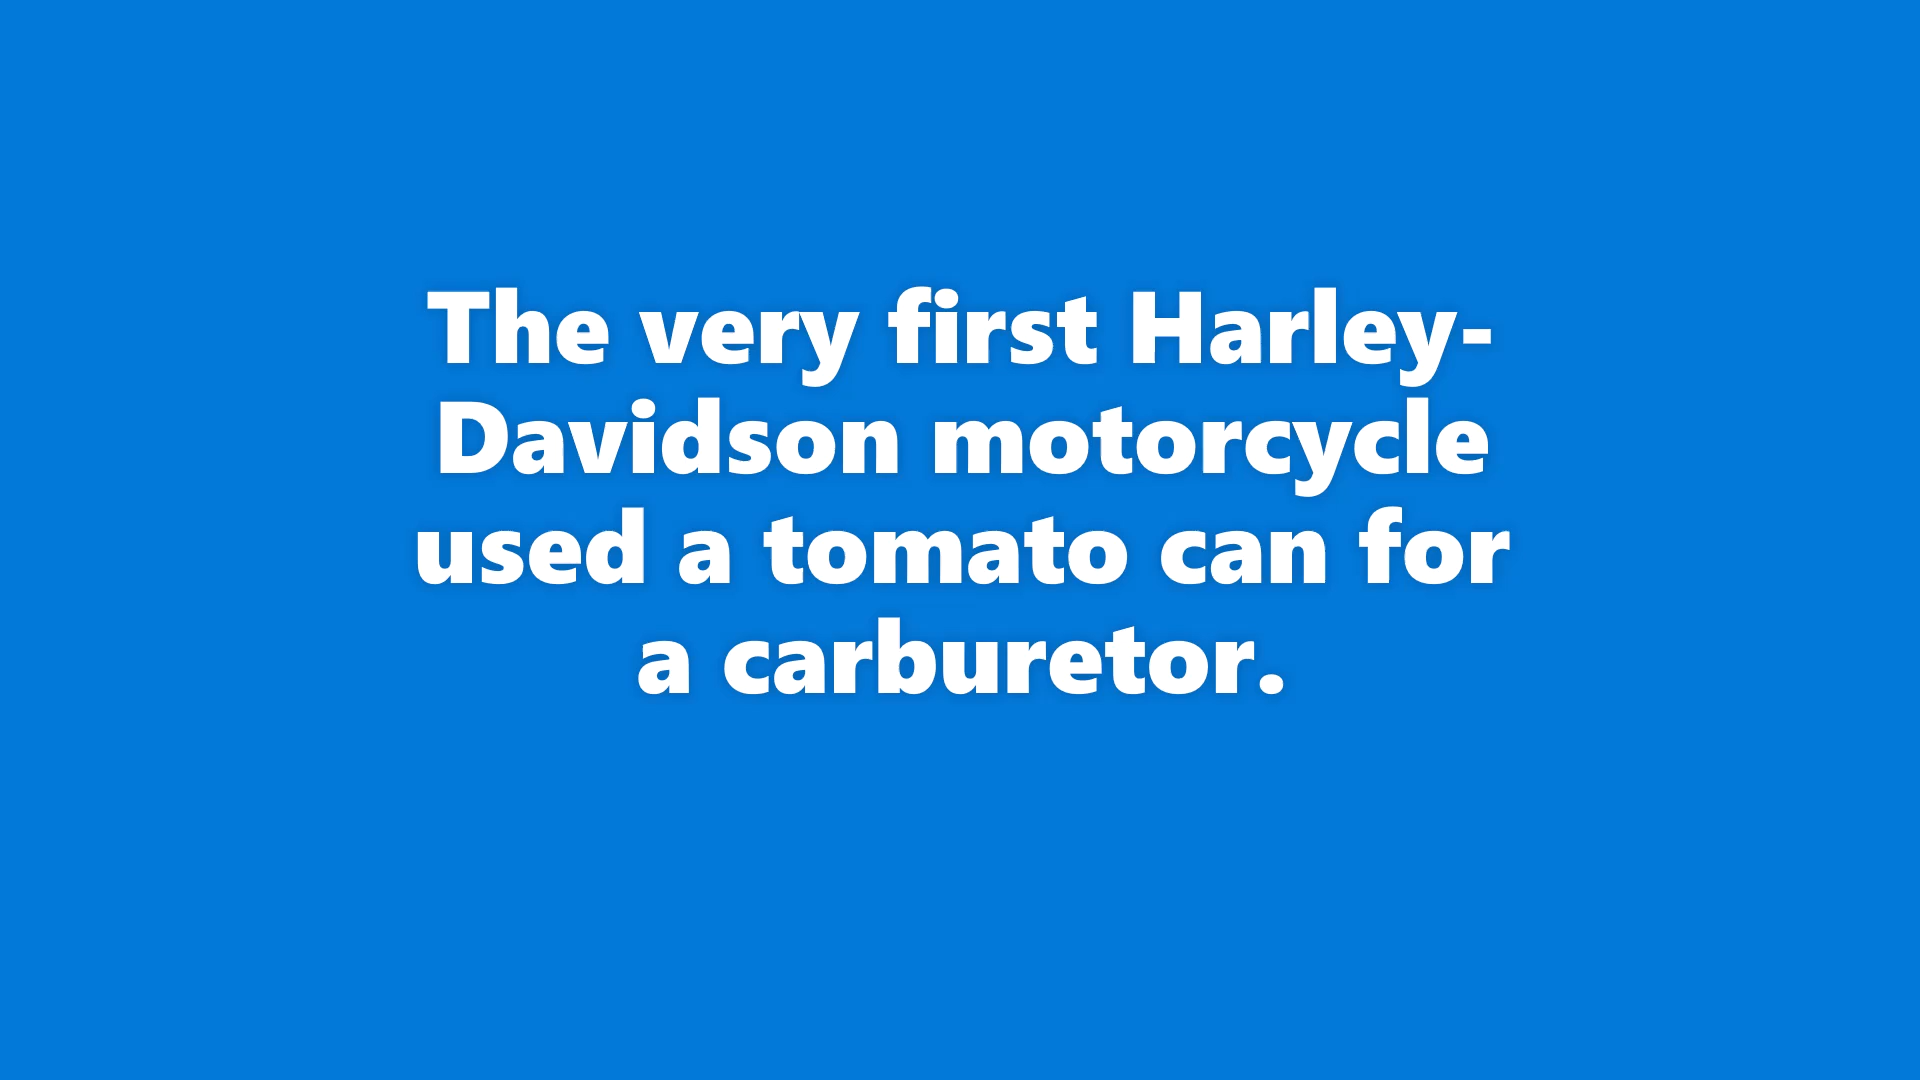 The very first Harley-
Davidson motorcycle
used a tomato can for
a carburetor.